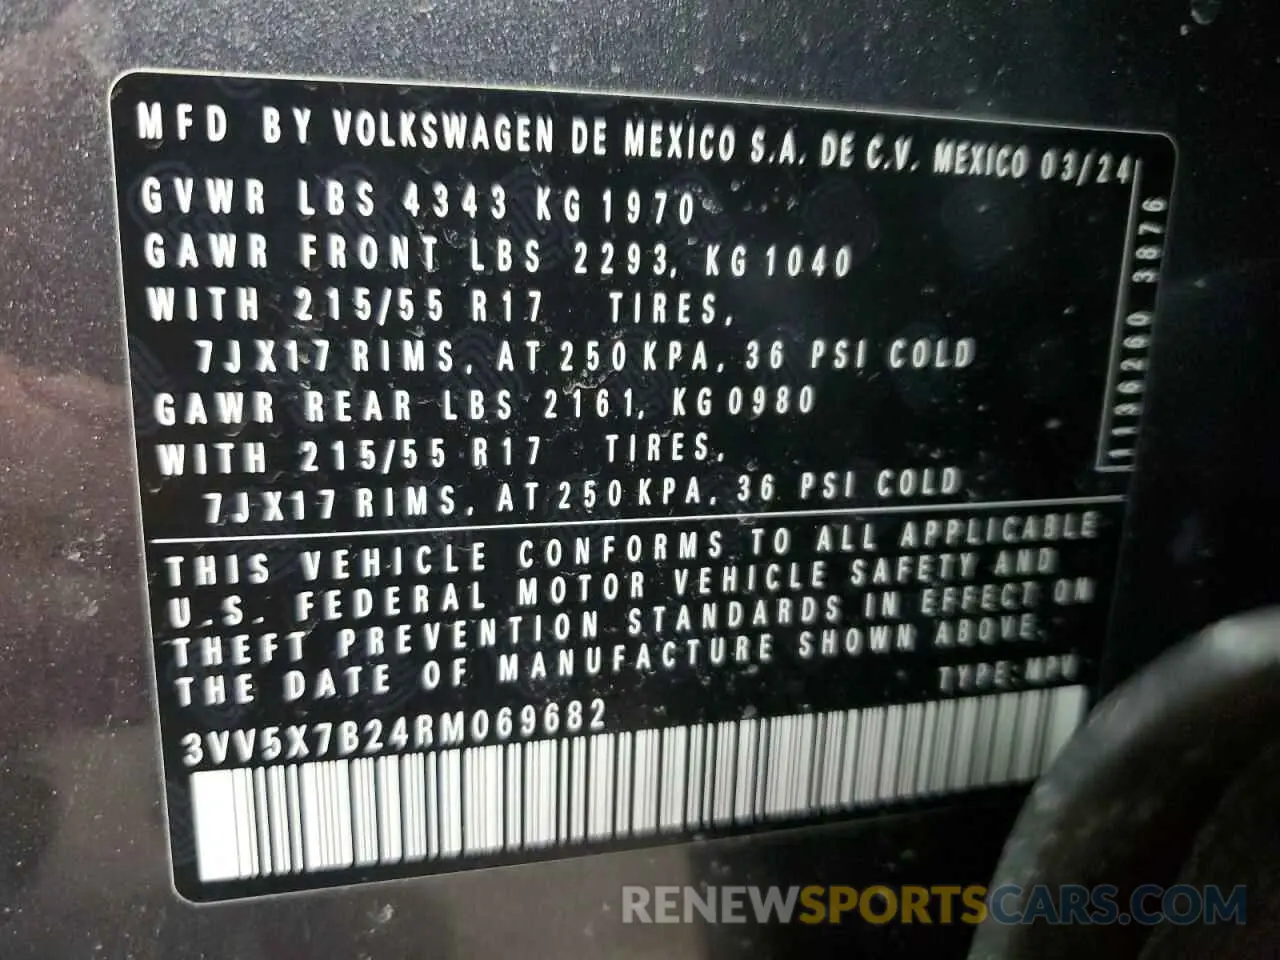 MFD BY VOLKSWAGEN DE MEXICO S.A. DE C.V. MEXICO 03/24
GVWR LBS 4343 KG 1970
GAWR FRONT LBS 2293, KG 1040
WITH 215/55 R17 TIRES,
7JX17 RIMS, AT 250 KPA, 36 PSI COLD
GAWR REAR LBS 2161, KG 0980
WITH 215/55 R17 TIRES,
7JX17 RIMS, AT 250 KPA, 36 PSI COLD
1136260 3876
THIS VEHICLE CONFORMS TO ALL APPLICABLE
U.S. FEDERAL MOTOR VEHICLE SAFETY AND
THEFT PREVENTION STANDARDS IN EFFECT ON
THE DATE OF MANUFACTURE SHOWN ABOVE.
TYPE: MPV
3VV5X7B24RM069682
RENEWSPORTSCARS.COM